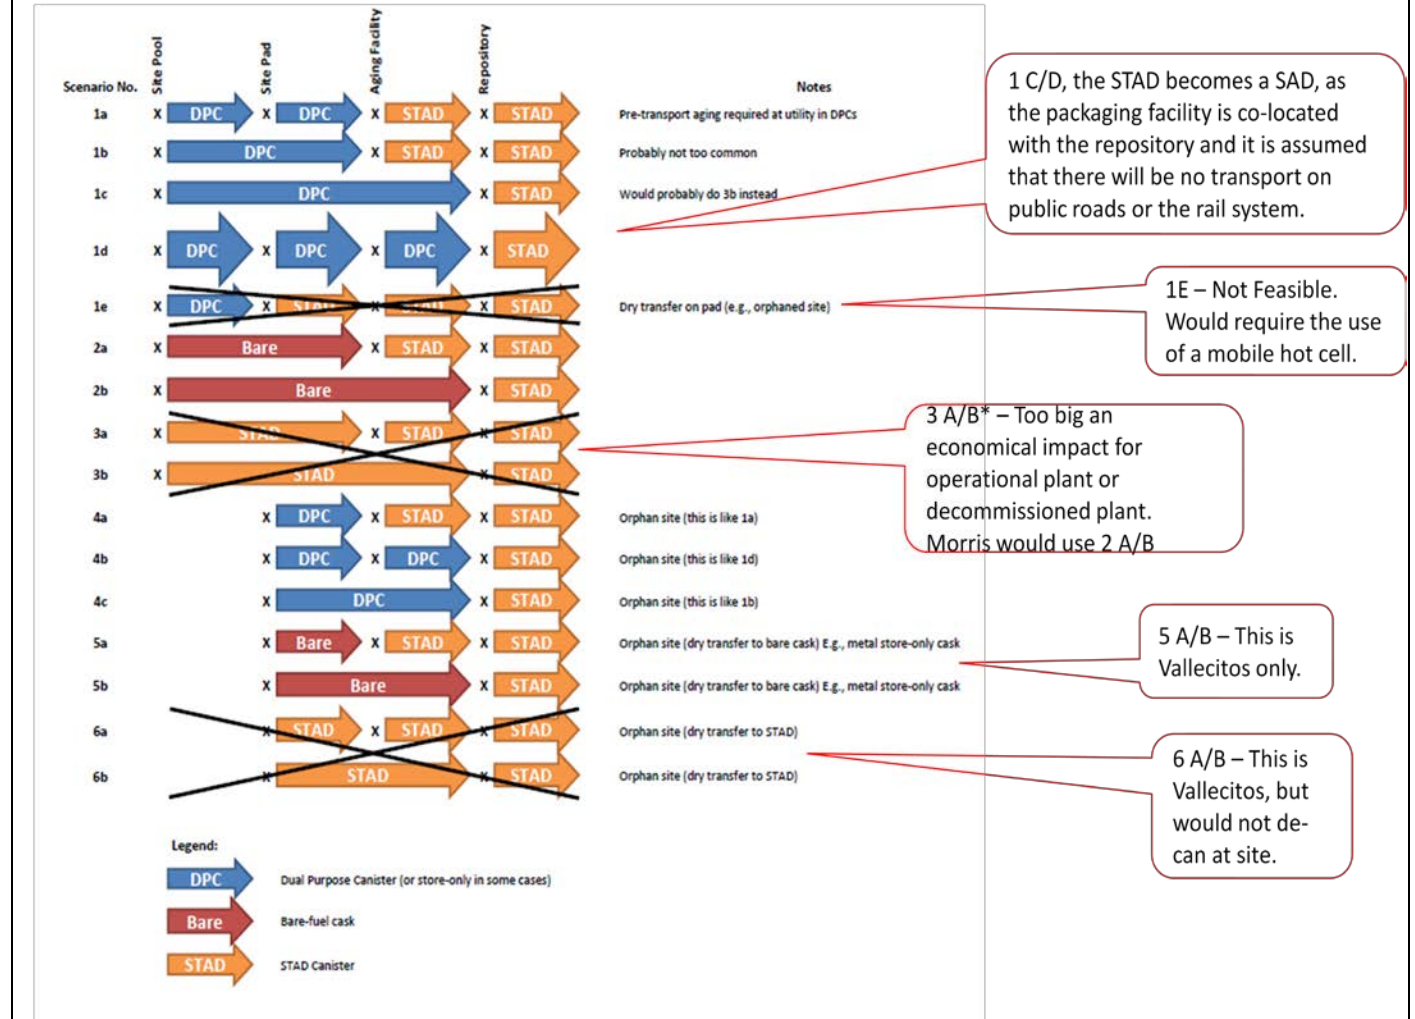 Site Pool
Site Pad
Aging Facility
Repository
Scenario No.
Notes
1a X DPC X DPC X STAD X STAD Pre-transport aging required at utility in DPCs
1b X DPC X STAD X STAD Probably not too common
1c X DPC X STAD Would probably do 3b instead
1d X DPC X DPC X DPC X STAD
1e X DPC X STAD X STAD X STAD Dry transfer on pad (e.g., orphaned site)
2a X Bare X STAD X STAD
2b X Bare X STAD
3a X STAD X STAD X STAD
3b X STAD X STAD
4a X DPC X STAD X STAD Orphan site (this is like 1a)
4b X DPC X DPC X STAD Orphan site (this is like 1d)
4c X DPC X STAD Orphan site (this is like 1b)
5a X Bare X STAD X STAD Orphan site (dry transfer to bare cask) E.g., metal store-only cask
5b X Bare X STAD Orphan site (dry transfer to bare cask) E.g., metal store-only cask
6a X STAD X STAD X STAD Orphan site (dry transfer to STAD)
6b X STAD X STAD Orphan site (dry transfer to STAD)
Legend:
DPC Dual Purpose Canister (or store-only in some cases)
Bare Bare-fuel cask
STAD STAD Canister
1 C/D, the STAD becomes a SAD, as
the packaging facility is co-located
with the repository and it is assumed
that there will be no transport on
public roads or the rail system.
1E – Not Feasible.
Would require the use
of a mobile hot cell.
3 A/B* – Too big an
economical impact for
operational plant or
decommissioned plant.
Morris would use 2 A/B
5 A/B – This is
Vallecitos only.
6 A/B – This is
Vallecitos, but
would not de-
can at site.